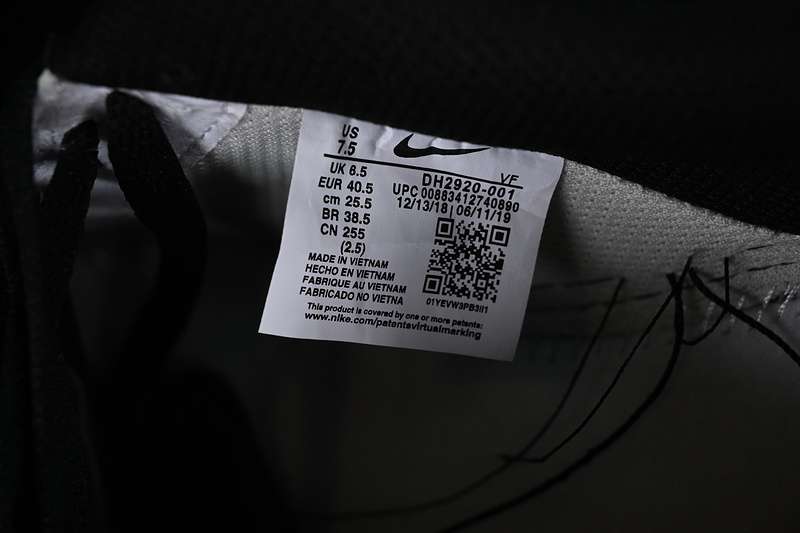 US
7.5
UK 6.5
EUR 40.5
cm 25.5
BR 38.5
CN 255
(2.5)
VF
DH2920-001
UPC 00883412740890
12/13/18 | 06/11/19
01YEVW3PB3II1
MADE IN VIETNAM
HECHO EN VIETNAM
FABRIQUE AU VIETNAM
FABRICADO NO VIETNA
This product is covered by one or more patents:
www.nike.com/patentsvirtualmarking